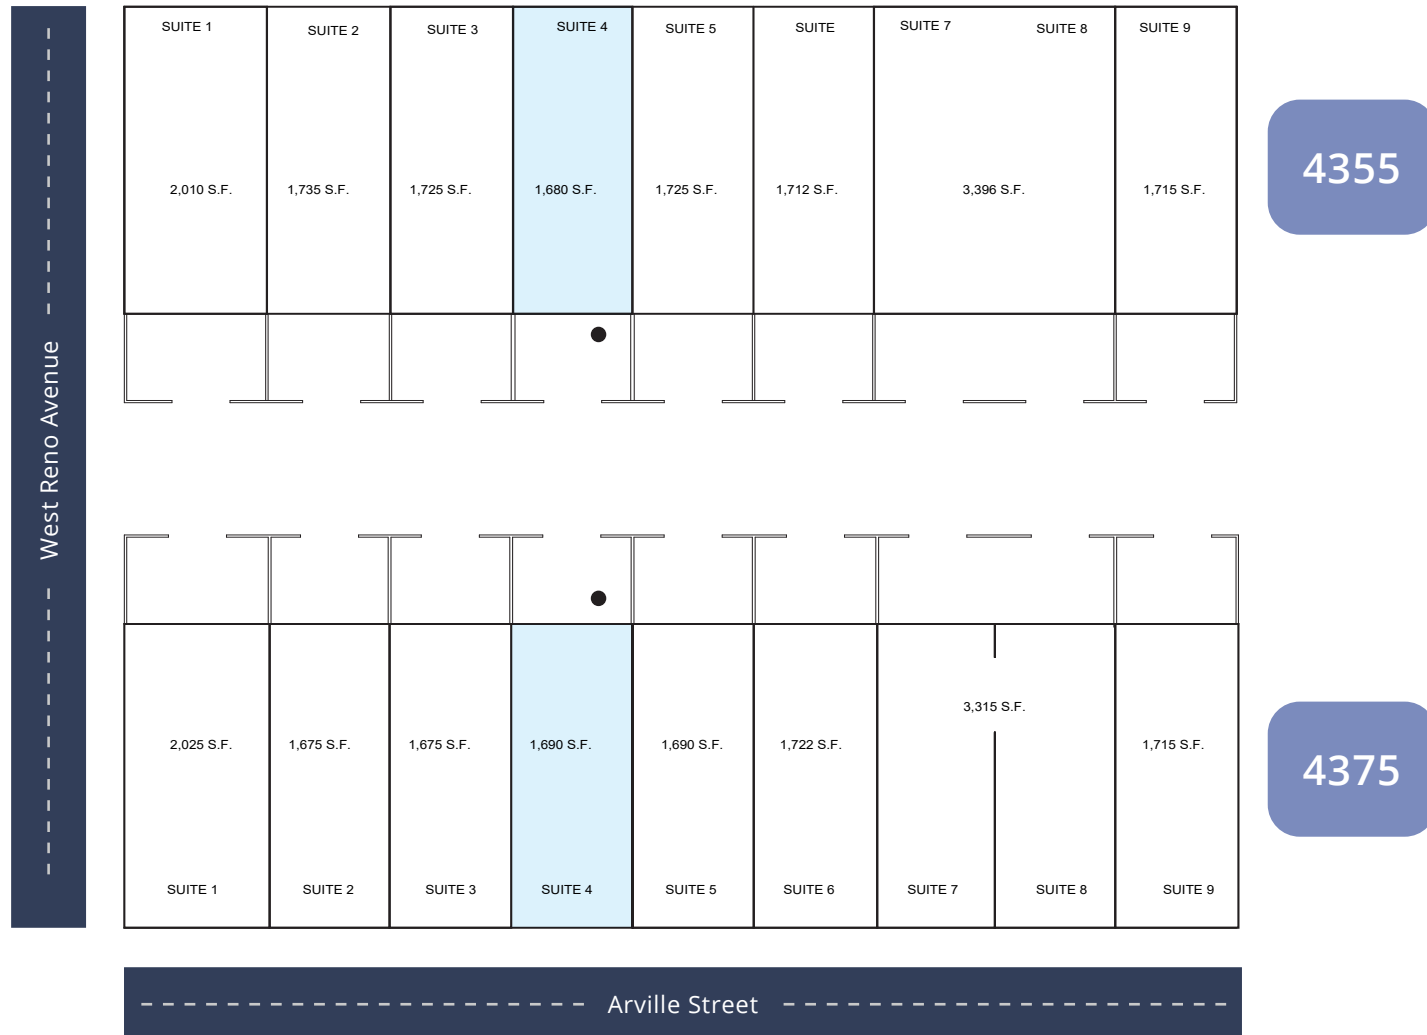 SUITE 1 SUITE 2 SUITE 3 SUITE 4 SUITE 5 SUITE SUITE 7 SUITE 8 SUITE 9
2,010 S.F. 1,735 S.F. 1,725 S.F. 1,680 S.F. 1,725 S.F. 1,712 S.F. 3,396 S.F. 1,715 S.F.
4355
West Reno Avenue
3,315 S.F.
2,025 S.F. 1,675 S.F. 1,675 S.F. 1,690 S.F. 1,690 S.F. 1,722 S.F. 1,715 S.F.
4375
SUITE 1 SUITE 2 SUITE 3 SUITE 4 SUITE 5 SUITE 6 SUITE 7 SUITE 8 SUITE 9
Arville Street